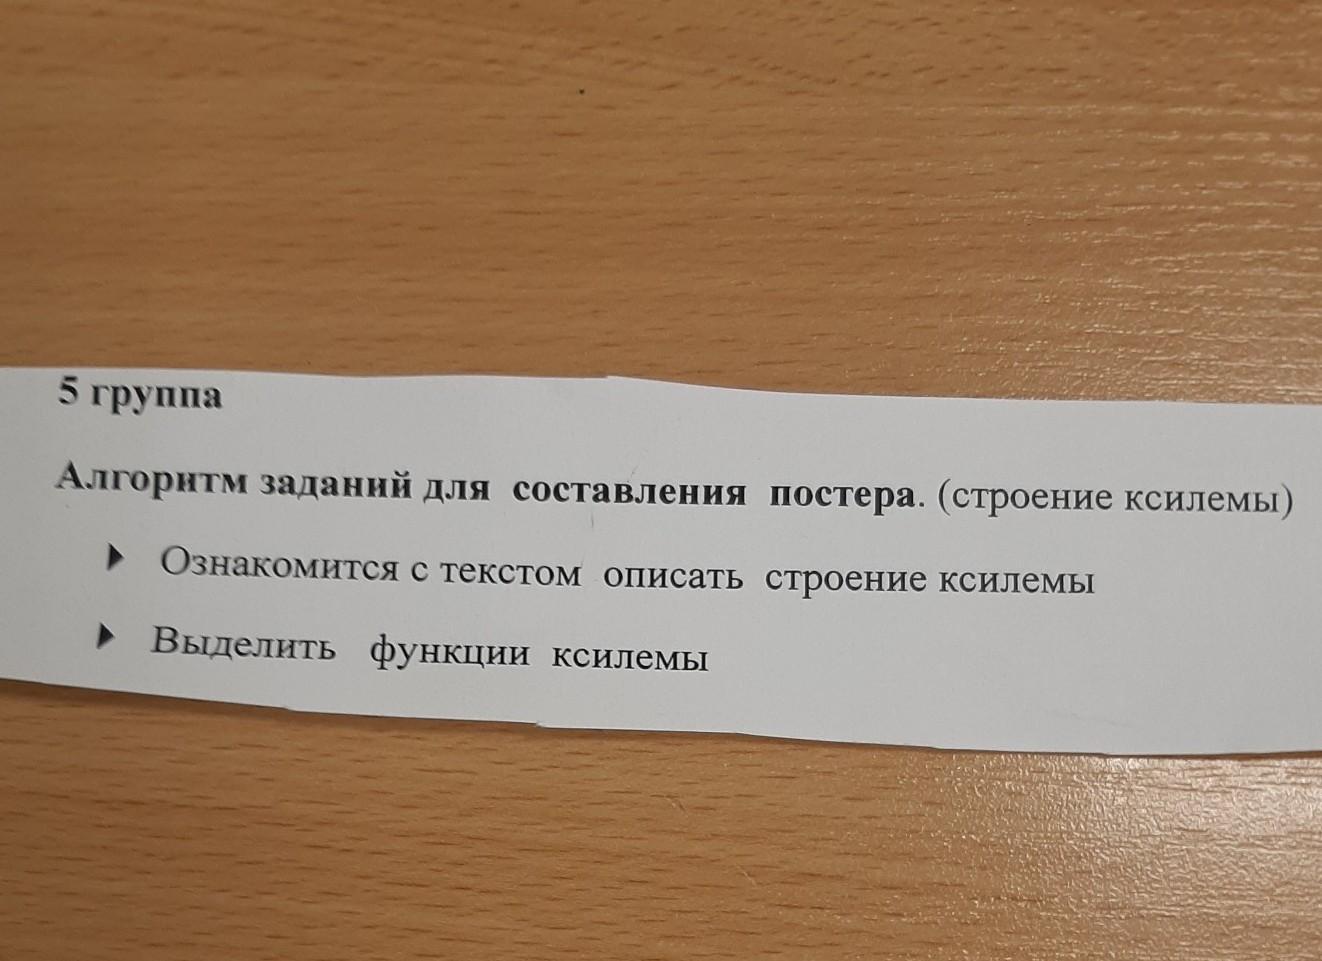 5 группа
Алгоритм заданий для составления постера. (строение ксилемы)
Ознакомится с текстом описать строение ксилемы
Выделить функции ксилемы